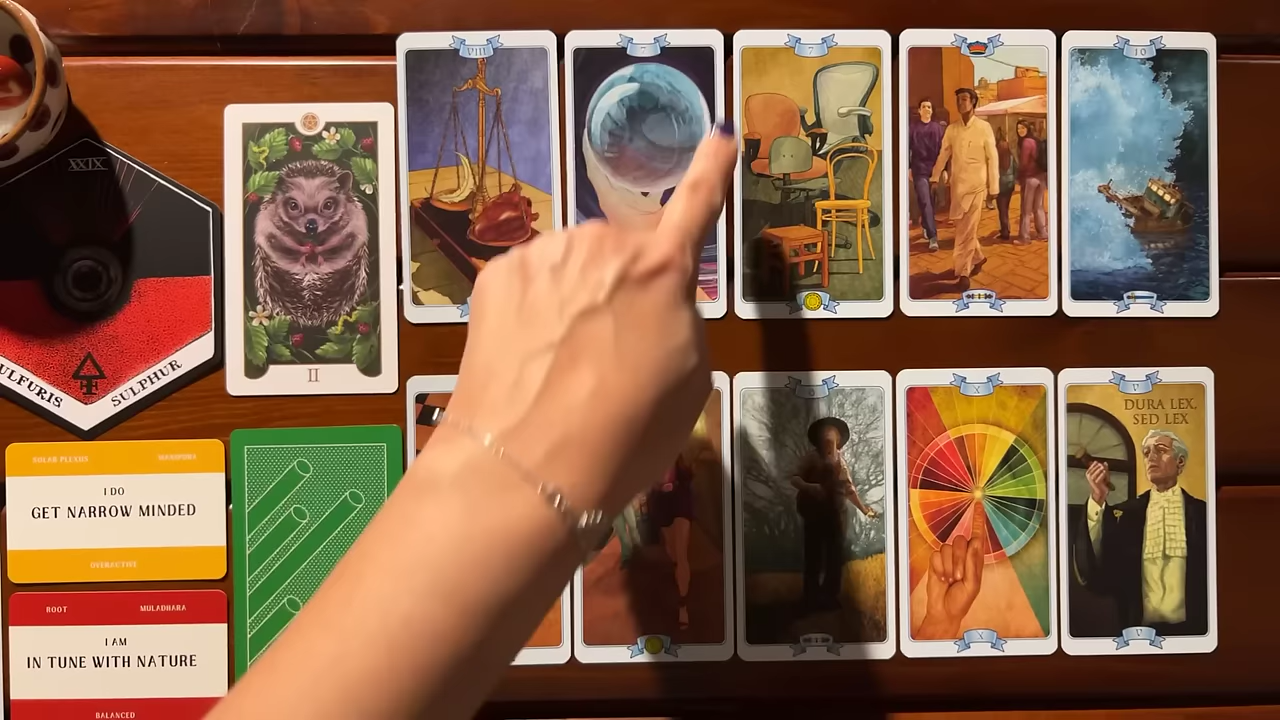 XXIX
SULPHUR
II
SOLAR PLEXUS
MANIPURA
I DO
GET NARROW MINDED
OVERACTIVE
ROOT
MULADHARA
I AM
IN TUNE WITH NATURE
BALANCED
VIII
7
10
X
X
V
DURA LEX,
SED LEX
V